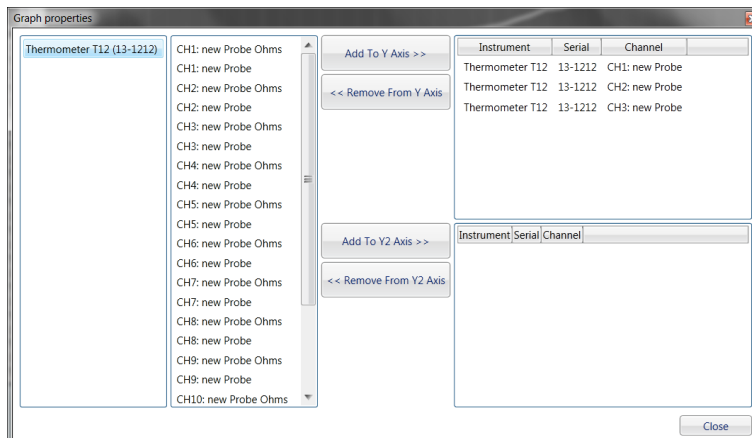 Graph properties
Thermometer T12 (13-1212)
CH1: new Probe Ohms
CH1: new Probe
CH2: new Probe Ohms
CH2: new Probe
CH3: new Probe Ohms
CH3: new Probe
CH4: new Probe Ohms
CH4: new Probe
CH5: new Probe Ohms
CH5: new Probe
CH6: new Probe Ohms
CH6: new Probe
CH7: new Probe Ohms
CH7: new Probe
CH8: new Probe Ohms
CH8: new Probe
CH9: new Probe Ohms
CH9: new Probe
CH10: new Probe Ohms
Add To Y Axis >>
<< Remove From Y Axis
Add To Y2 Axis >>
<< Remove From Y2 Axis
Instrument Serial Channel
Thermometer T12 13-1212 CH1: new Probe
Thermometer T12 13-1212 CH2: new Probe
Thermometer T12 13-1212 CH3: new Probe
Instrument Serial Channel
Close